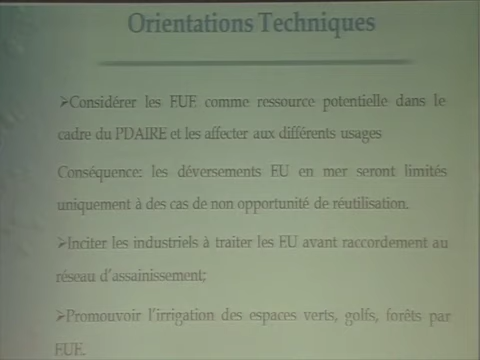 Orientations Techniques
➢Considérer les EUE comme ressource potentielle dans le
cadre du PDAIRE et les affecter aux différents usages
Conséquence: les déversements EU en mer seront limités
uniquement à des cas de non opportunité de réutilisation.
➢Inciter les industriels à traiter les EU avant raccordement au
réseau d'assainissement;
➢Promouvoir l'irrigation des espaces verts, golfs, forêts par
EUE.